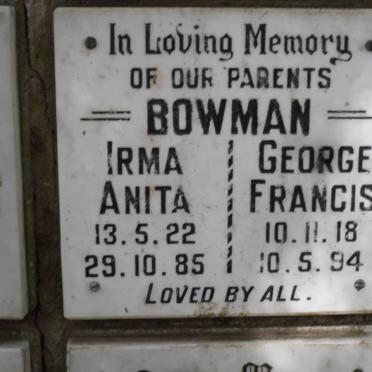 In Loving Memory
OF OUR PARENTS
BOWMAN
IRMA GEORGE
ANITA FRANCIS
13.5.22 10.11.18
29.10.85 10.5.94
LOVED BY ALL.